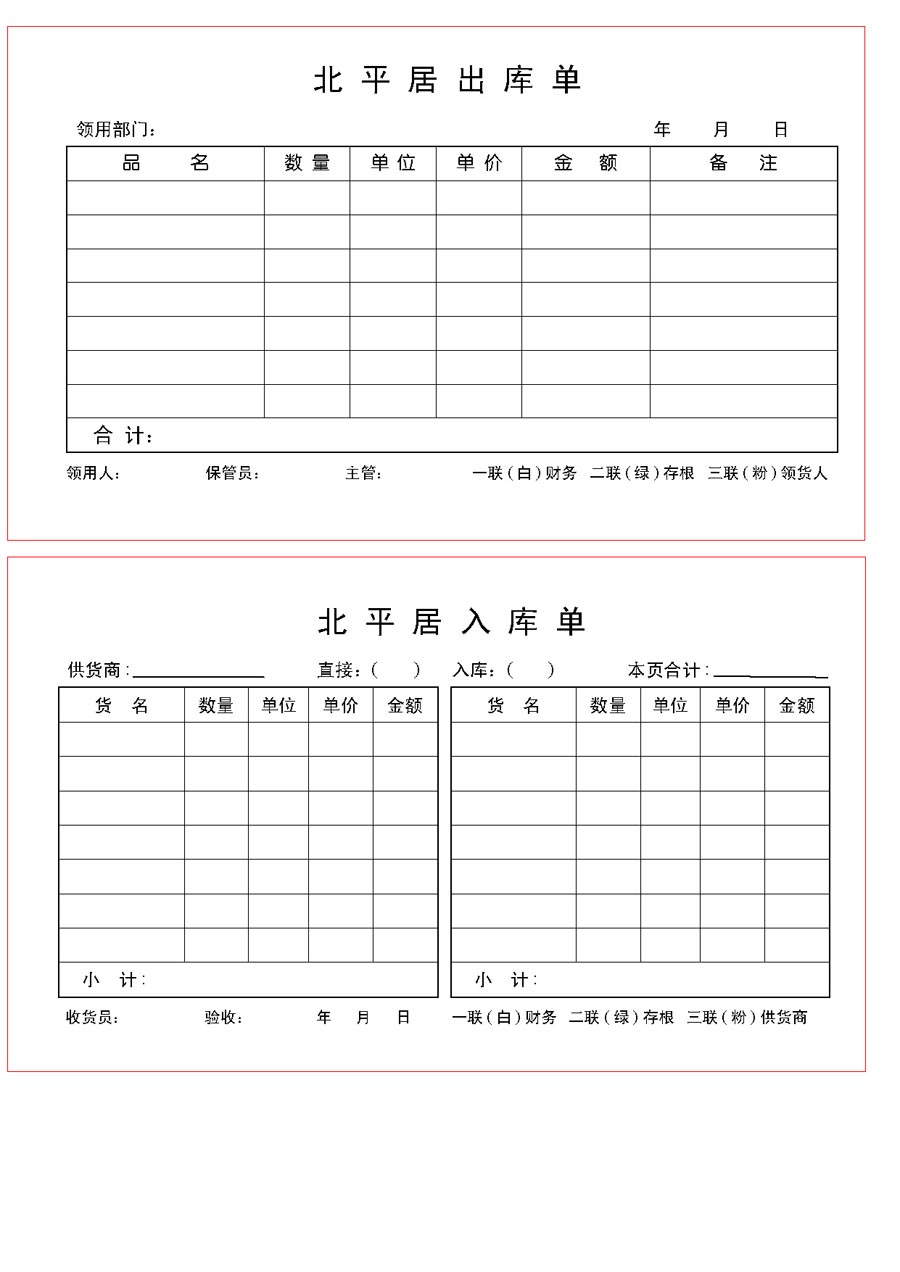 北平居出库单
领用部门： 年 月 日
品 名 数量 单位 单价 金 额 备 注
合 计：
领用人： 保管员： 主管： 一联（白）财务 二联（绿）存根 三联（粉）领货人
北平居入库单
供货商： 直接：（ ） 入库：（ ） 本页合计：
货 名 数量 单位 单价 金额 货 名 数量 单位 单价 金额
小 计： 小 计：
收货员： 验收： 年 月 日 一联（白）财务 二联（绿）存根 三联（粉）供货商